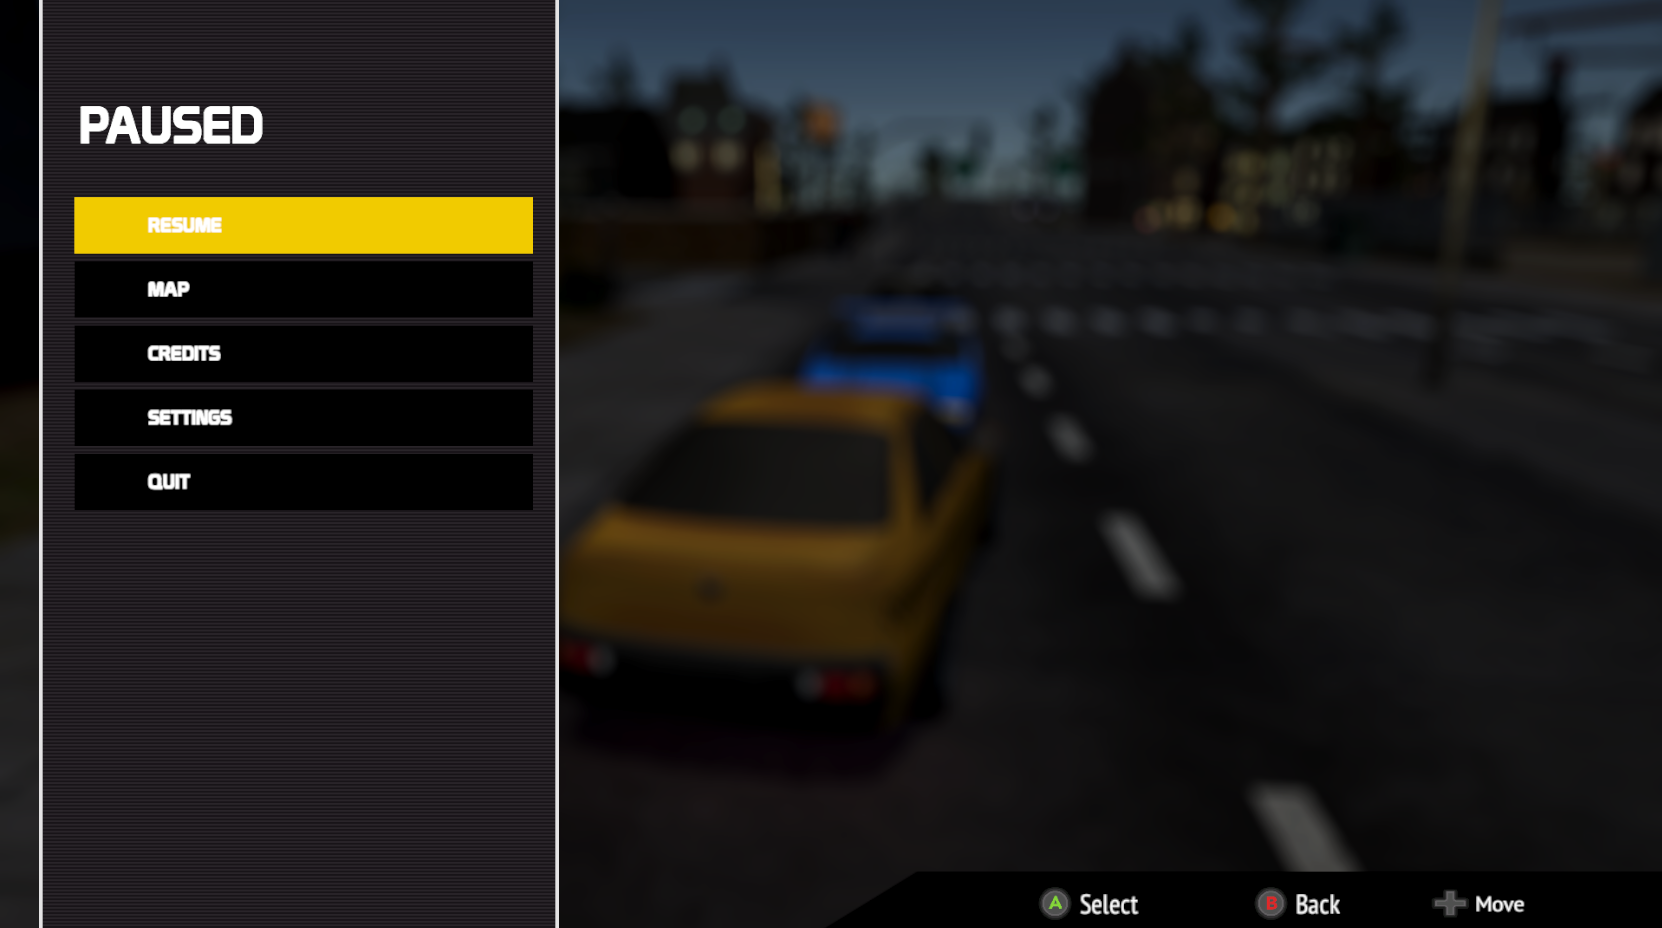 PAUSED
RESUME
MAP
CREDITS
SETTINGS
QUIT
A Select B Back Move